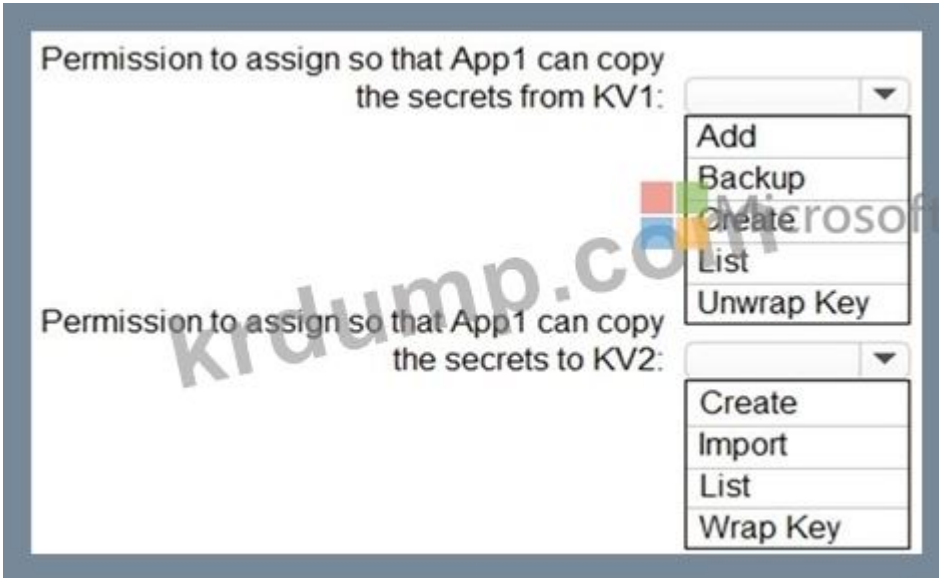 Permission to assign so that App1 can copy
the secrets from KV1:
Add
Backup
Create
List
Unwrap Key
Microsoft
krdump.com
Permission to assign so that App1 can copy
the secrets to KV2:
Create
Import
List
Wrap Key